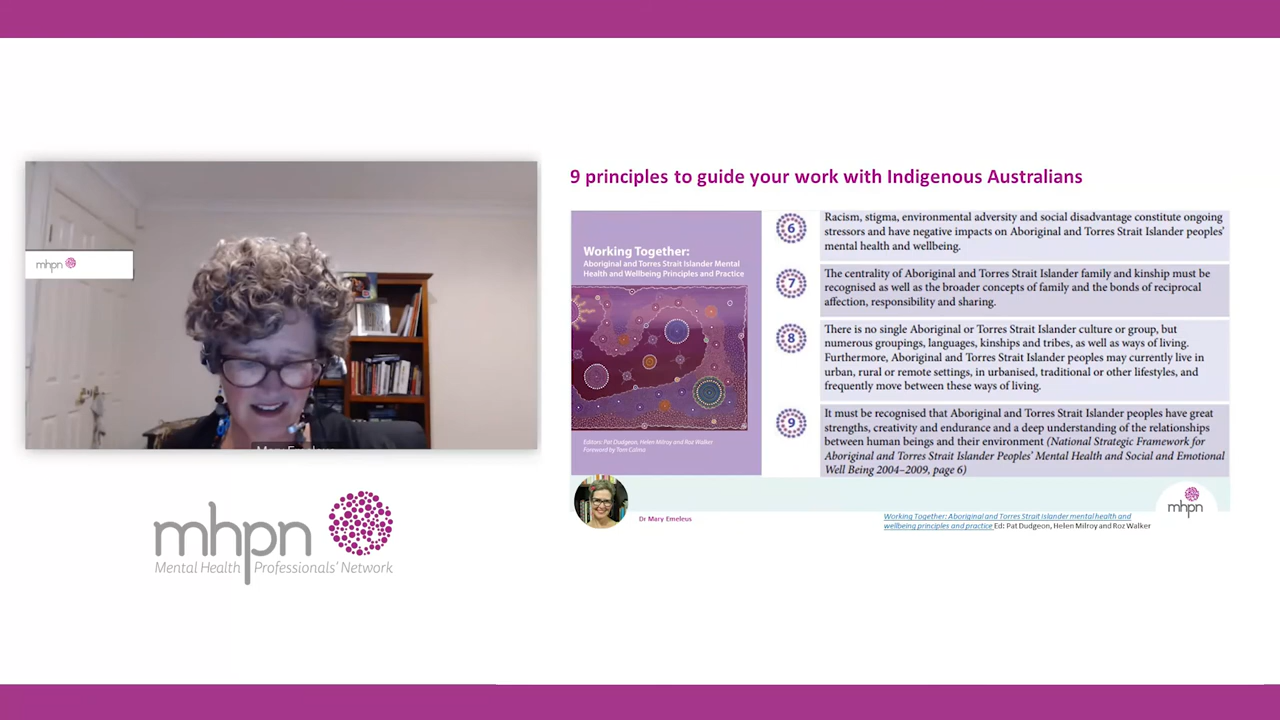 9 principles to guide your work with Indigenous Australians
mhpn
Working Together:
Aboriginal and Torres Strait Islander Mental
Health and Wellbeing Principles and Practice
Editors: Pat Dudgeon, Helen Milroy and Roz Walker
Foreword by Tom Calma
6
Racism, stigma, environmental adversity and social disadvantage constitute ongoing
stressors and have negative impacts on Aboriginal and Torres Strait Islander peoples'
mental health and wellbeing.
7
The centrality of Aboriginal and Torres Strait Islander family and kinship must be
recognised as well as the broader concepts of family and the bonds of reciprocal
affection, responsibility and sharing.
8
There is no single Aboriginal or Torres Strait Islander culture or group, but
numerous groupings, languages, kinships and tribes, as well as ways of living.
Furthermore, Aboriginal and Torres Strait Islander peoples may currently live in
urban, rural or remote settings, in urbanised, traditional or other lifestyles, and
frequently move between these ways of living.
9
It must be recognised that Aboriginal and Torres Strait Islander peoples have great
strengths, creativity and endurance and a deep understanding of the relationships
between human beings and their environment (National Strategic Framework for
Aboriginal and Torres Strait Islander Peoples' Mental Health and Social and Emotional
Well Being 2004–2009, page 6)
Dr Mary Emeleus
Working Together: Aboriginal and Torres Strait Islander mental health and
wellbeing principles and practice Ed: Pat Dudgeon, Helen Milroy and Roz Walker
mhpn
mhpn
Mental Health Professionals' Network